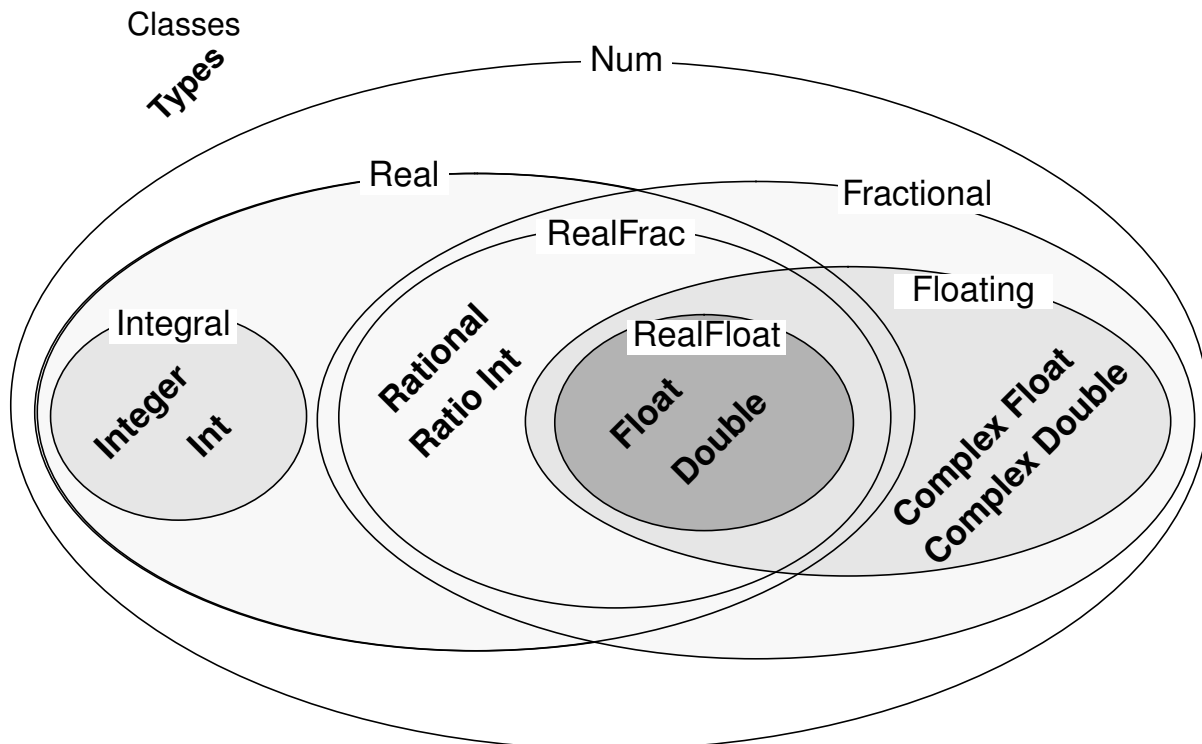 Classes
Types
Num
Real
Fractional
RealFrac
Floating
Integral
RealFloat
Integer
Int
Rational
Ratio Int
Float
Double
Complex Float
Complex Double